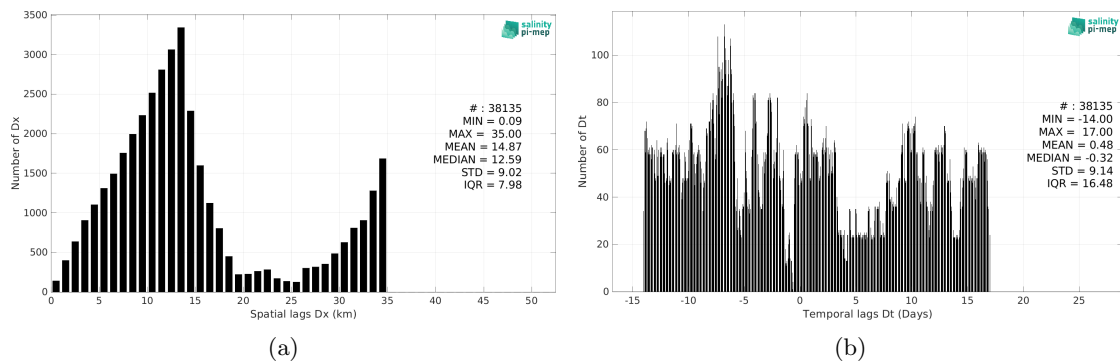 salinity
pi-mep
3500
3000
2500
2000
1500
1000
500
0
Number of Dx
# : 38135
MIN = 0.09
MAX = 35.00
MEAN = 14.87
MEDIAN = 12.59
STD = 9.02
IQR = 7.98
0 5 10 15 20 25 30 35 40 45 50
Spatial lags Dx (km)
(a)
salinity
pi-mep
100
80
60
40
20
0
Number of Dt
# : 38135
MIN = -14.00
MAX = 17.00
MEAN = 0.48
MEDIAN = -0.32
STD = 9.14
IQR = 16.48
-15 -10 -5 0 5 10 15 20 25
Temporal lags Dt (Days)
(b)